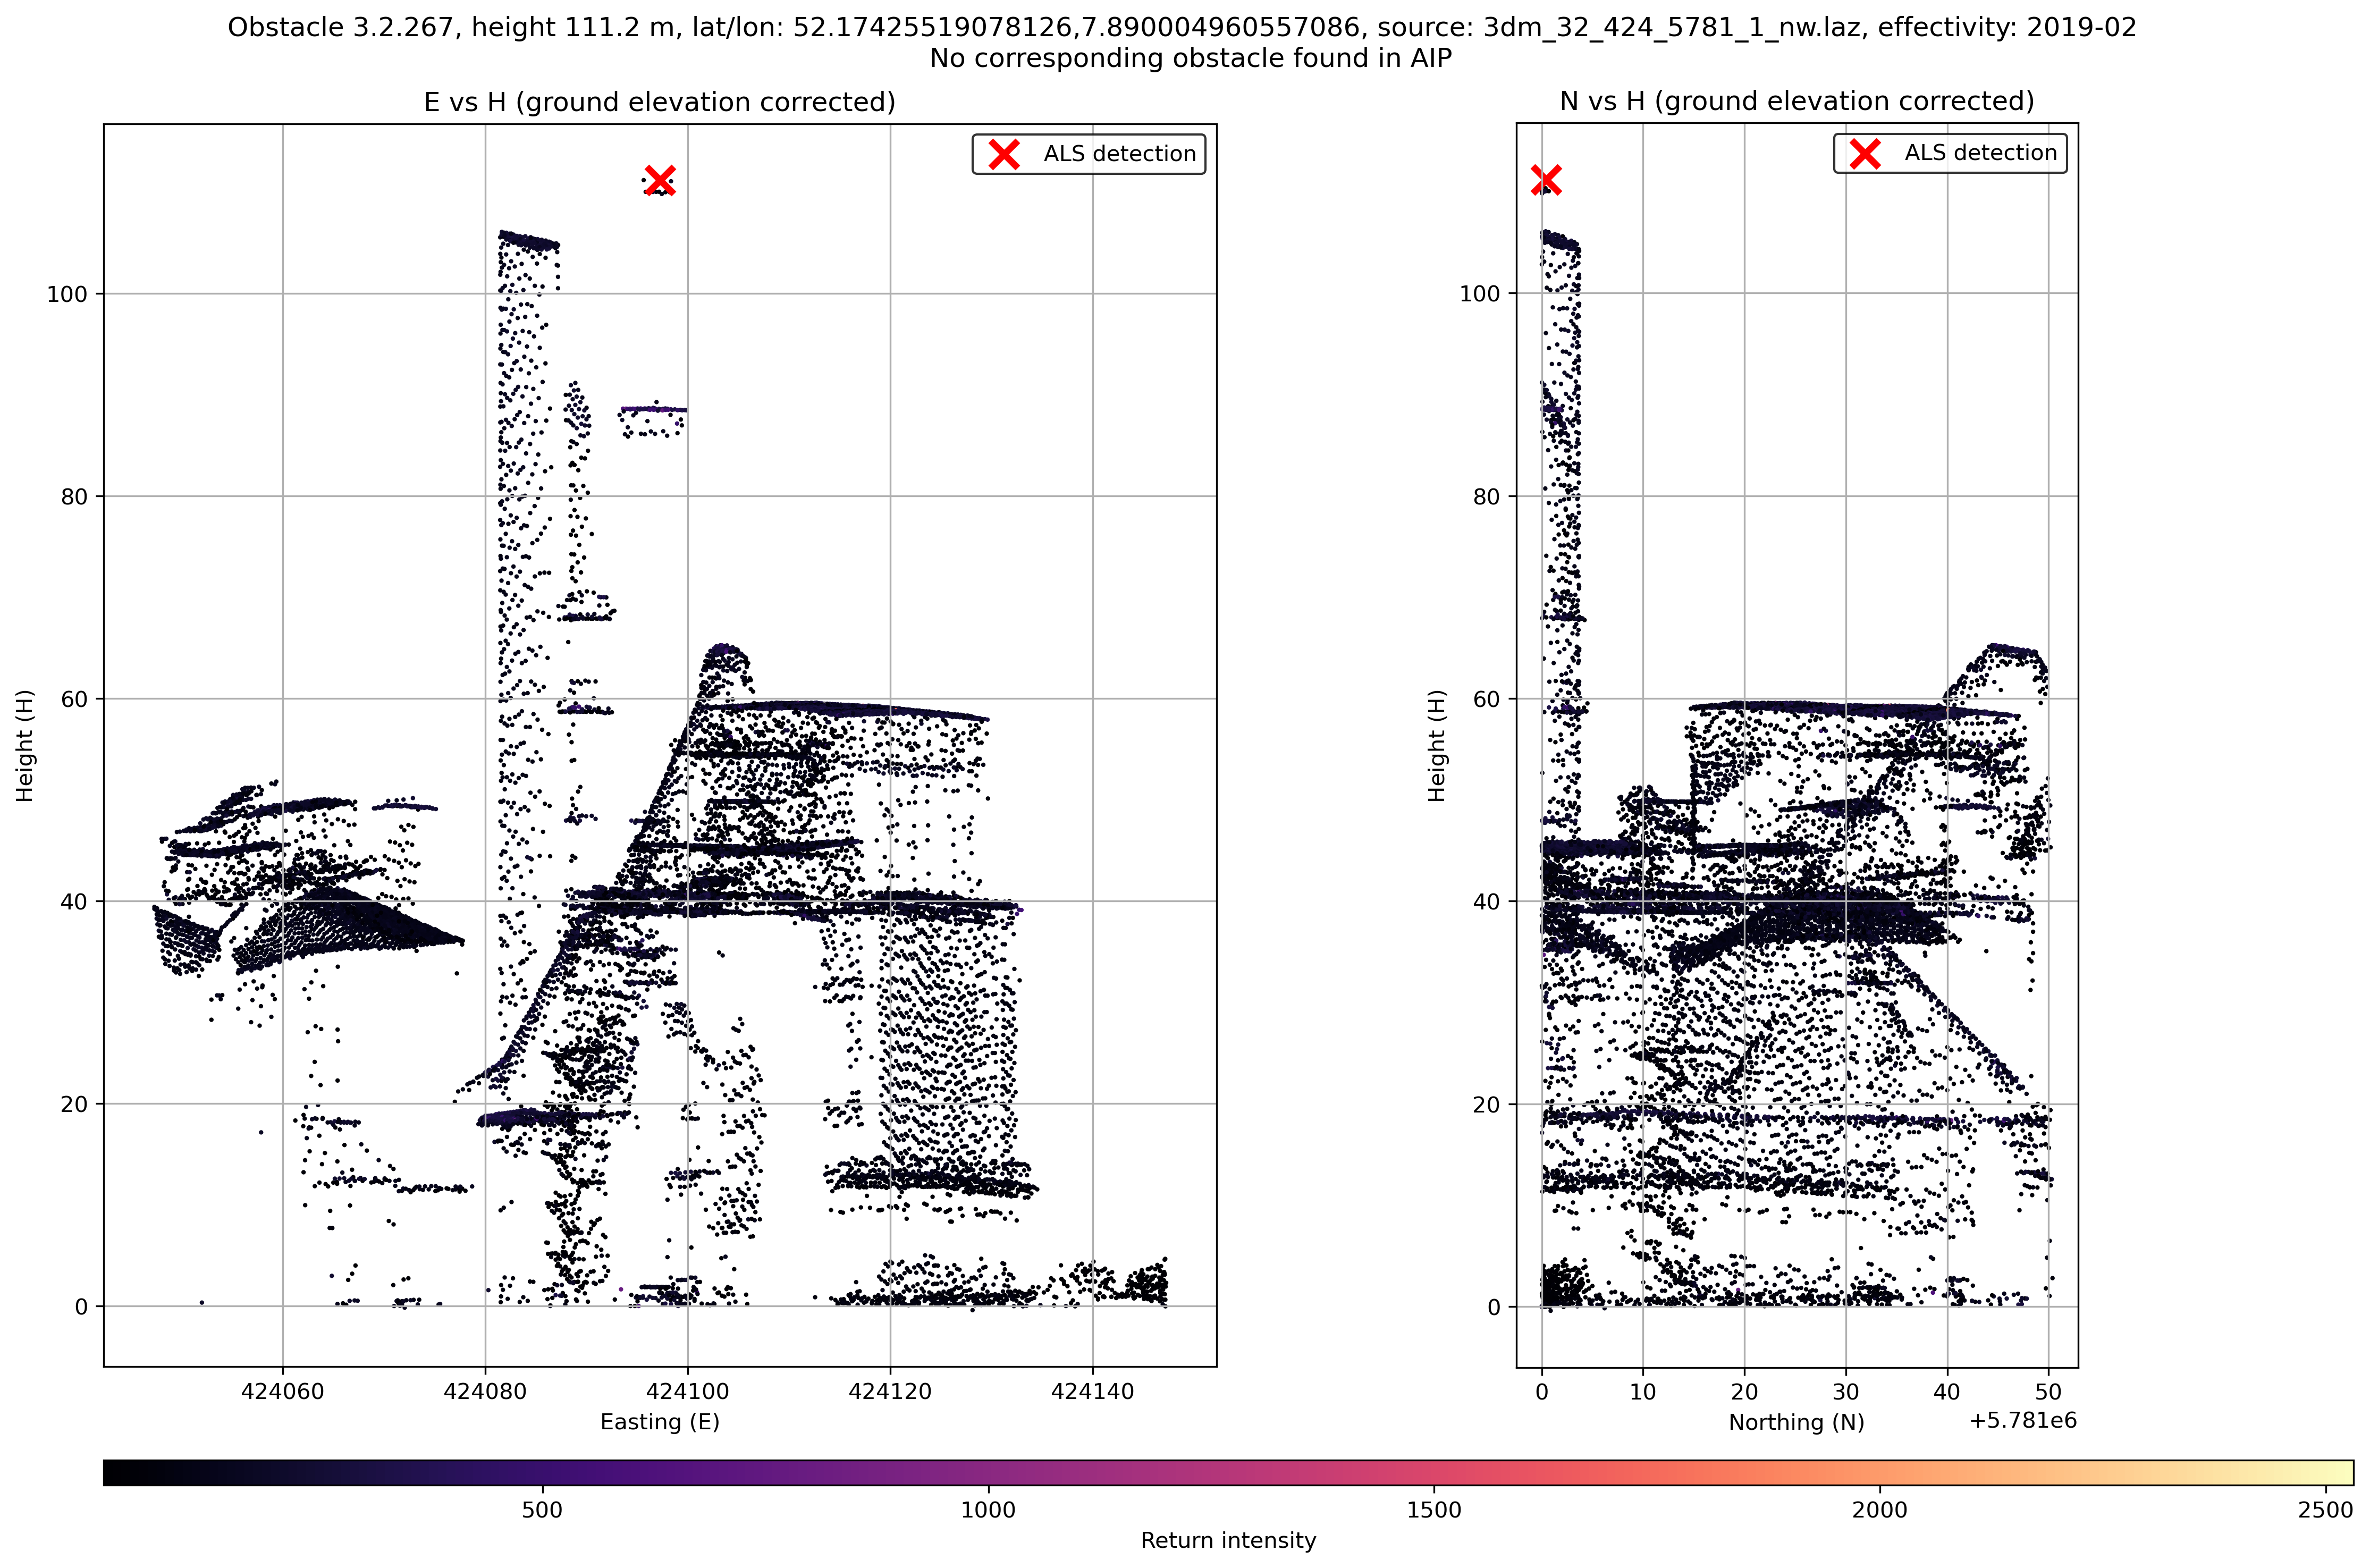 Obstacle 3.2.267, height 111.2 m, lat/lon: 52.17425519078126,7.890004960557086, source: 3dm_32_424_5781_1_nw.laz, effectivity: 2019-02
No corresponding obstacle found in AIP
E vs H (ground elevation corrected)
ALS detection
Height (H)
100
80
60
40
20
0
424060
424080
424100
424120
424140
Easting (E)
N vs H (ground elevation corrected)
ALS detection
Height (H)
100
80
60
40
20
0
0
10
20
30
40
50
+5.781e6
Northing (N)
500
1000
1500
2000
2500
Return intensity